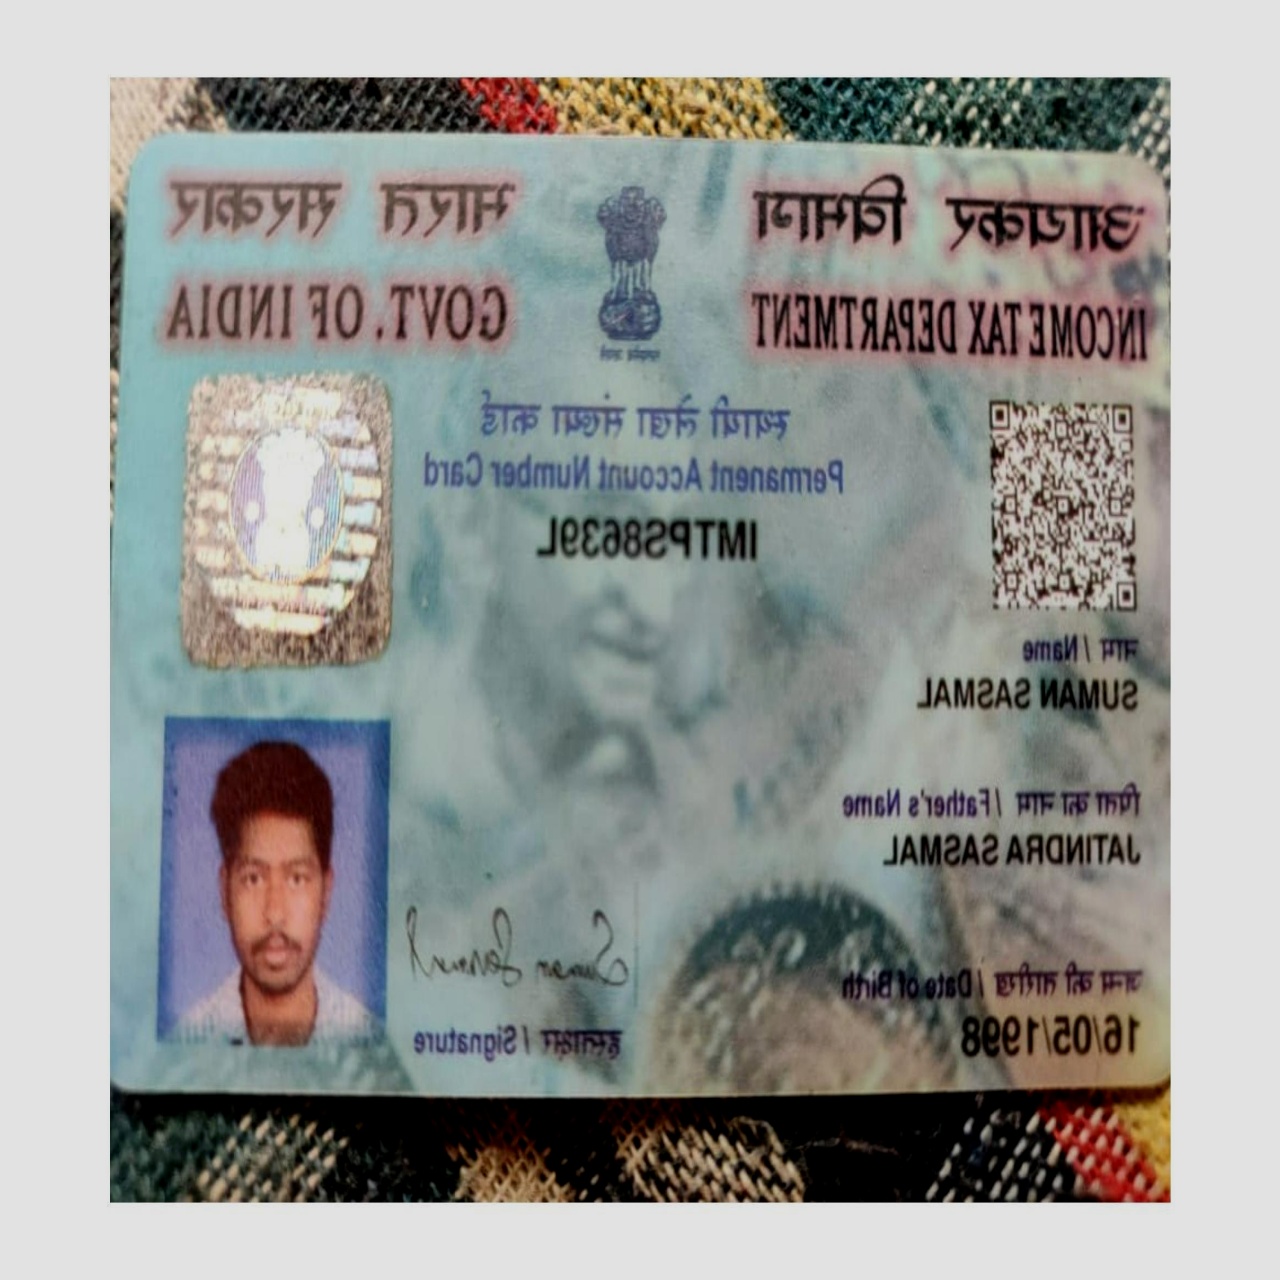 आयकर विभाग
INCOME TAX DEPARTMENT
भारत सरकार
GOVT. OF INDIA
स्थायी लेखा संख्या कार्ड
Permanent Account Number Card
IMTPS8639L
नाम / Name
SUMAN SASMAL
पिता का नाम / Father's Name
JATINDRA SASMAL
जन्म की तारीख / Date of Birth
16/05/1998
Suman Sasmal
हस्ताक्षर / Signature